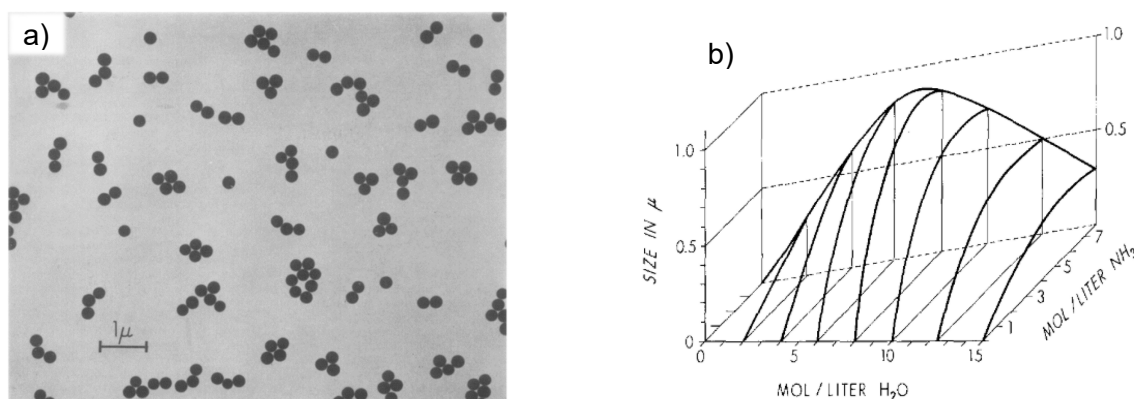 a)
1μ
b)
SIZE IN μ
1.0
0.5
0
1.0
0.5
0
5
10
15
MOL / LITER H₂O
1
3
5
7
MOL / LITER NH₃